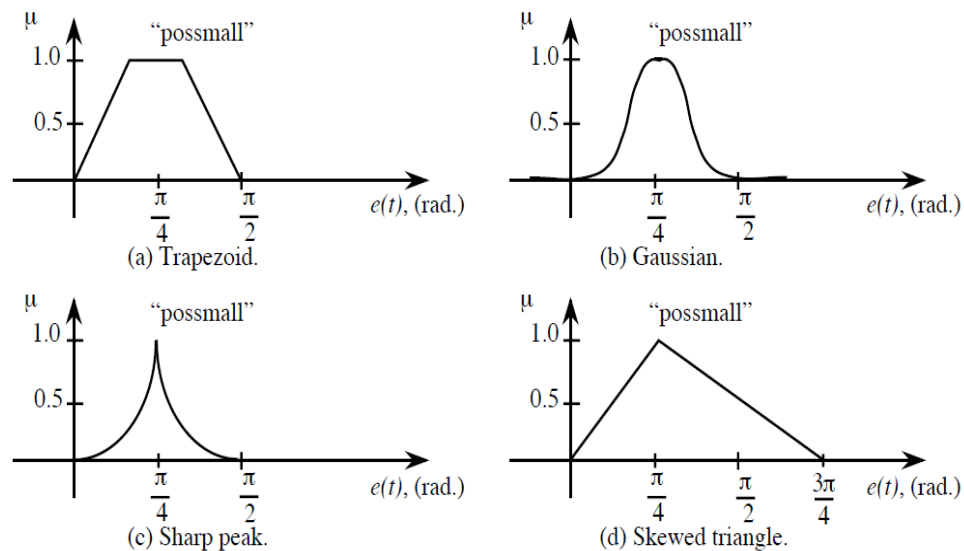 μ
“possmall”
1.0
0.5
π/4
π/2
e(t), (rad.)
(a) Trapezoid.
μ
“possmall”
1.0
0.5
π/4
π/2
e(t), (rad.)
(b) Gaussian.
μ
“possmall”
1.0
0.5
π/4
π/2
e(t), (rad.)
(c) Sharp peak.
μ
“possmall”
1.0
0.5
π/4
π/2
3π/4
e(t), (rad.)
(d) Skewed triangle.